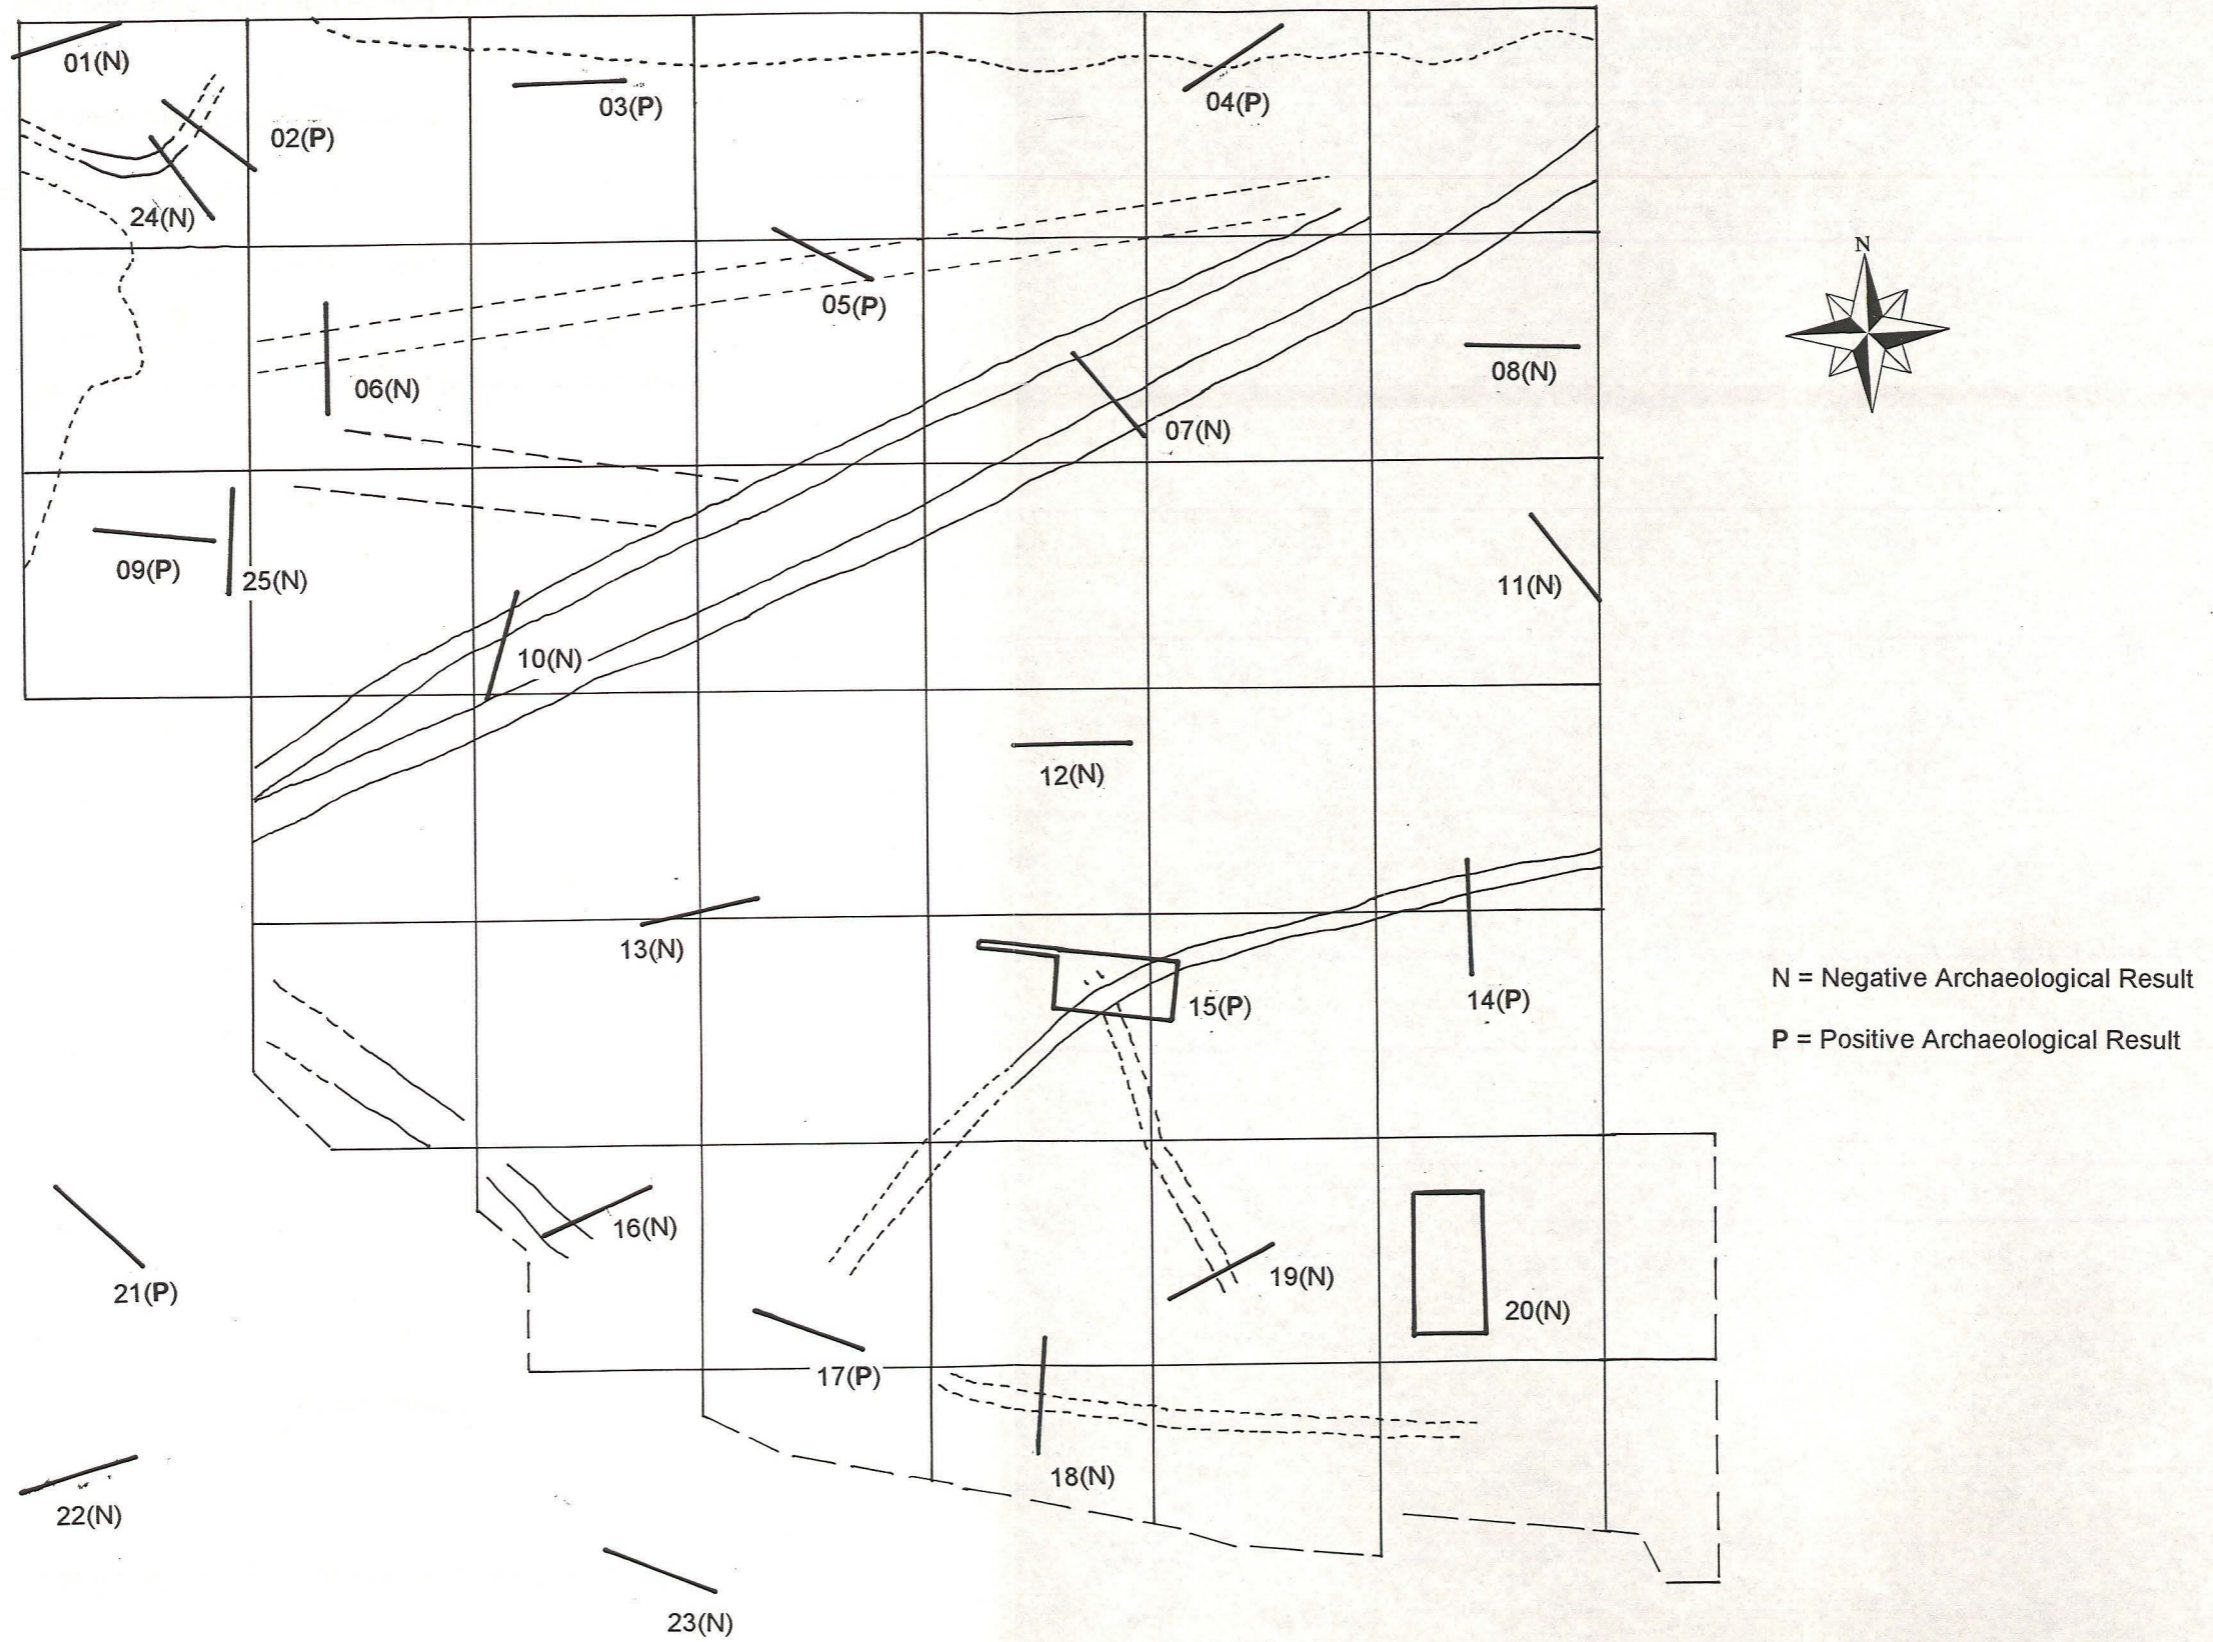 01(N)
02(P)
03(P)
04(P)
24(N)
N
05(P)
06(N)
07(N)
08(N)
09(P)
25(N)
11(N)
10(N)
12(N)
13(N)
15(P)
14(P)
N = Negative Archaeological Result
P = Positive Archaeological Result
16(N)
21(P)
19(N)
20(N)
17(P)
18(N)
22(N)
23(N)